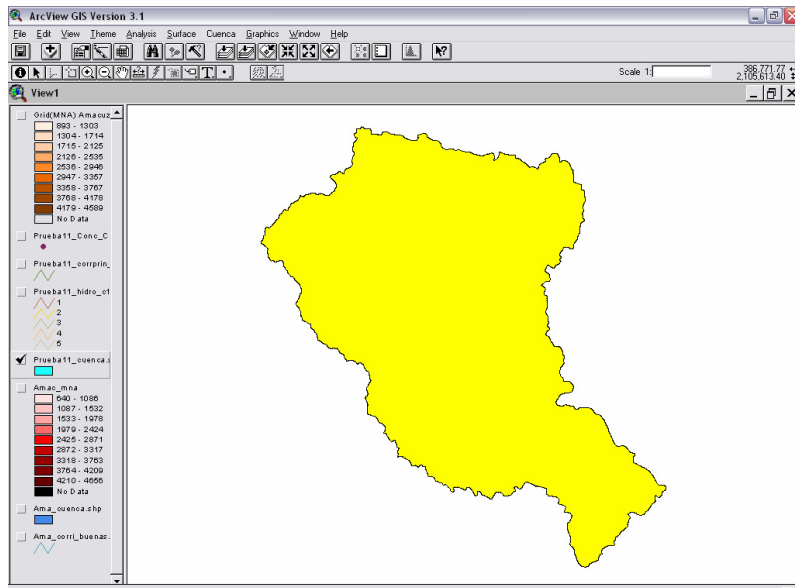 ArcView GIS Version 3.1
File Edit View Theme Analysis Surface Cuenca Graphics Window Help
Scale 1:
386,771.77
2,105,613.40
View1
Grid(MNA) Amacuz
893 - 1303
1304 - 1714
1715 - 2125
2126 - 2535
2536 - 2946
2947 - 3357
3358 - 3767
3768 - 4178
4179 - 4589
No Data
Prueba11_Conc_C
Prueba11_corrprin_
Prueba11_hidro_c1
1
2
3
4
5
Prueba11_cuenca.s
Amac_mna
640 - 1086
1087 - 1532
1533 - 1978
1979 - 2424
2425 - 2871
2872 - 3317
3318 - 3763
3764 - 4209
4210 - 4656
No Data
Ama_cuenca.shp
Ama_corri_buenas.